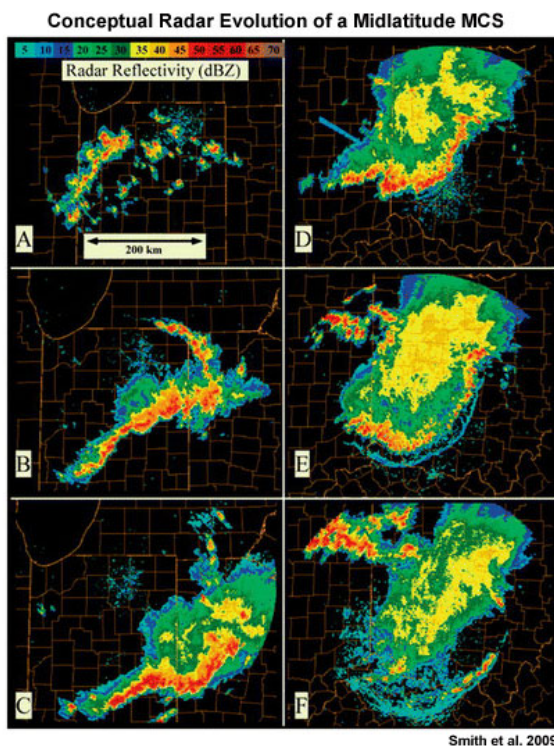 Conceptual Radar Evolution of a Midlatitude MCS
5 10 15 20 25 30 35 40 45 50 55 60 65 70
Radar Reflectivity (dBZ)
A
200 km
D
B
E
C
F
Smith et al. 2009